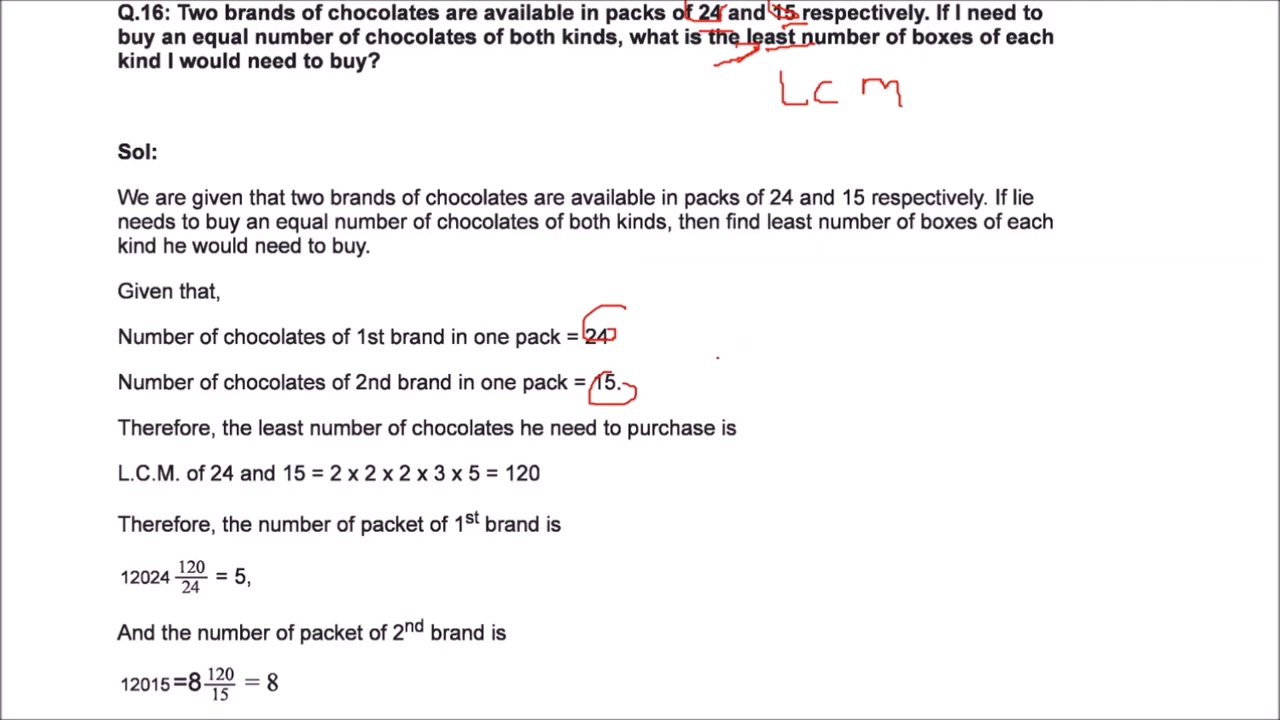 Q.16: Two brands of chocolates are available in packs of 24 and 15 respectively. If I need to
buy an equal number of chocolates of both kinds, what is the least number of boxes of each
kind I would need to buy?
LCM
Sol:
We are given that two brands of chocolates are available in packs of 24 and 15 respectively. If lie
needs to buy an equal number of chocolates of both kinds, then find least number of boxes of each
kind he would need to buy.
Given that,
Number of chocolates of 1st brand in one pack = 24
Number of chocolates of 2nd brand in one pack = 15.
Therefore, the least number of chocolates he need to purchase is
L.C.M. of 24 and 15 = 2 x 2 x 2 x 3 x 5 = 120
Therefore, the number of packet of 1st brand is
12024 120/24 = 5,
And the number of packet of 2nd brand is
12015=8 120/15 = 8